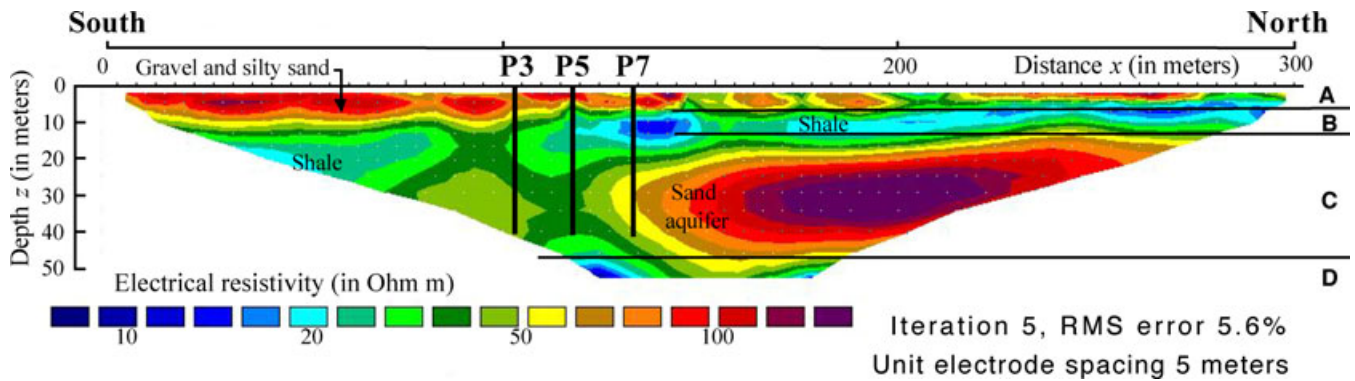 South North
0 200 300
Gravel and silty sand P3 P5 P7 Distance x (in meters)
Depth z (in meters)
0
10
20
30
40
50
A
B
C
D
Shale
Shale
Sand
aquifer
Electrical resistivity (in Ohm m)
10 20 50 100
Iteration 5, RMS error 5.6%
Unit electrode spacing 5 meters